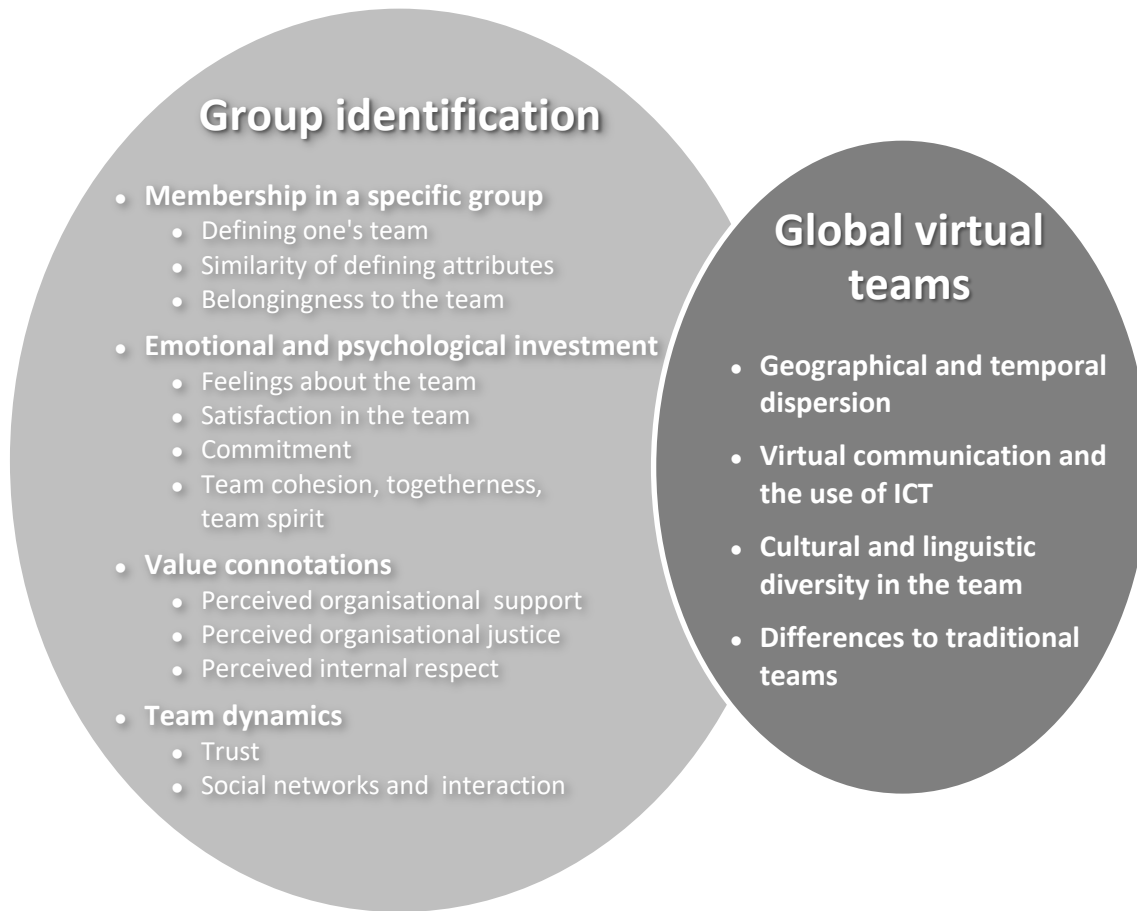 Group identification
• Membership in a specific group
• Defining one's team
• Similarity of defining attributes
• Belongingness to the team
• Emotional and psychological investment
• Feelings about the team
• Satisfaction in the team
• Commitment
• Team cohesion, togetherness,
team spirit
• Value connotations
• Perceived organisational support
• Perceived organisational justice
• Perceived internal respect
• Team dynamics
• Trust
• Social networks and interaction
Global virtual
teams
• Geographical and temporal
dispersion
• Virtual communication and
the use of ICT
• Cultural and linguistic
diversity in the team
• Differences to traditional
teams